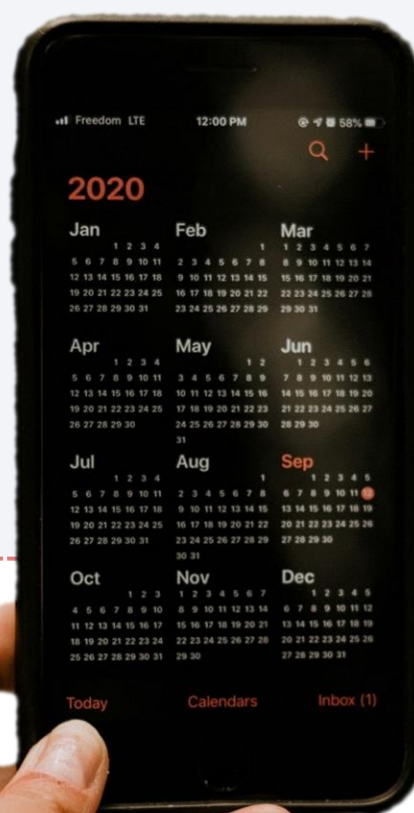 Freedom LTE 12:00 PM 58%
2020
Jan
1 2 3 4
5 6 7 8 9 10 11
12 13 14 15 16 17 18
19 20 21 22 23 24 25
26 27 28 29 30 31
Feb
1
2 3 4 5 6 7 8
9 10 11 12 13 14 15
16 17 18 19 20 21 22
23 24 25 26 27 28 29
Mar
1 2 3 4 5 6 7
8 9 10 11 12 13 14
15 16 17 18 19 20 21
22 23 24 25 26 27 28
29 30 31
Apr
1 2 3 4
5 6 7 8 9 10 11
12 13 14 15 16 17 18
19 20 21 22 23 24 25
26 27 28 29 30
May
1 2
3 4 5 6 7 8 9
10 11 12 13 14 15 16
17 18 19 20 21 22 23
24 25 26 27 28 29 30
31
Jun
1 2 3 4 5 6
7 8 9 10 11 12 13
14 15 16 17 18 19 20
21 22 23 24 25 26 27
28 29 30
Jul
1 2 3 4
5 6 7 8 9 10 11
12 13 14 15 16 17 18
19 20 21 22 23 24 25
26 27 28 29 30 31
Aug
1
2 3 4 5 6 7 8
9 10 11 12 13 14 15
16 17 18 19 20 21 22
23 24 25 26 27 28 29
30 31
Sep
1 2 3 4 5
6 7 8 9 10 11 12
13 14 15 16 17 18 19
20 21 22 23 24 25 26
27 28 29 30
Oct
1 2 3
4 5 6 7 8 9 10
11 12 13 14 15 16 17
18 19 20 21 22 23 24
25 26 27 28 29 30 31
Nov
1 2 3 4 5 6 7
8 9 10 11 12 13 14
15 16 17 18 19 20 21
22 23 24 25 26 27 28
29 30
Dec
1 2 3 4 5
6 7 8 9 10 11 12
13 14 15 16 17 18 19
20 21 22 23 24 25 26
27 28 29 30 31
Today Calendars Inbox (1)